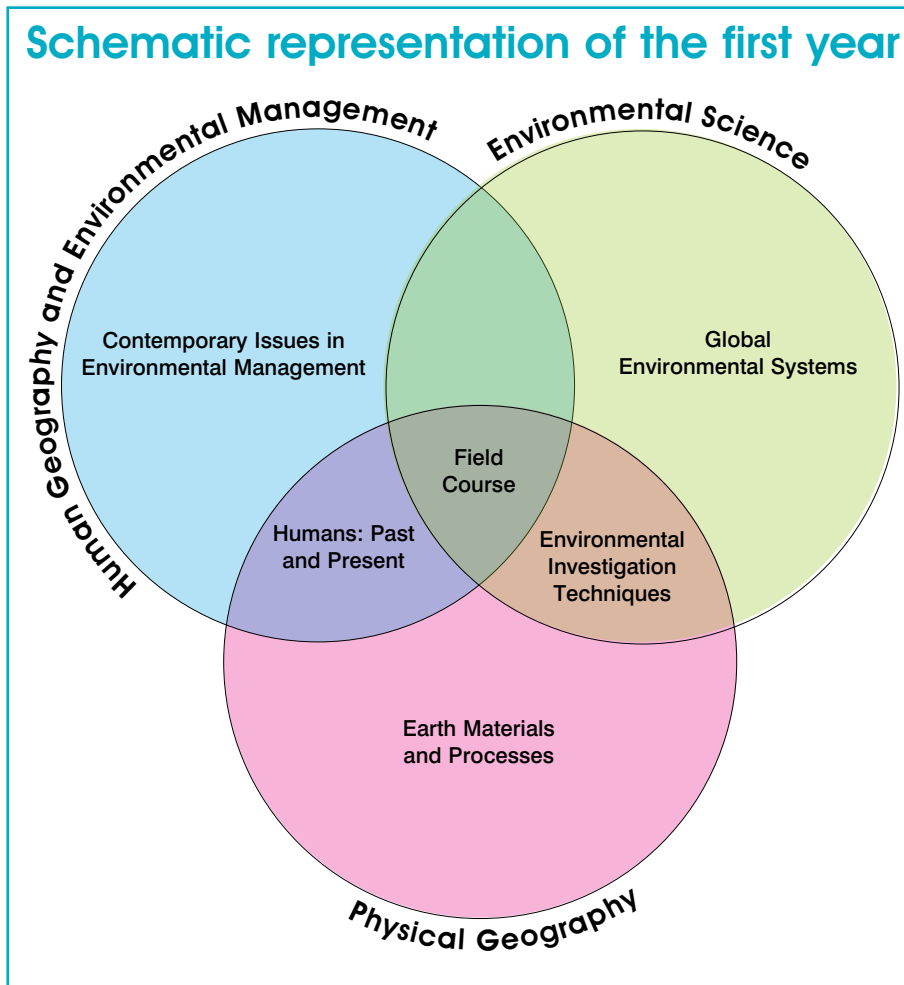 Schematic representation of the first year
Human Geography and Environmental Management
Environmental Science
Contemporary Issues in
Environmental Management
Global
Environmental Systems
Field
Course
Humans: Past
and Present
Environmental
Investigation
Techniques
Earth Materials
and Processes
Physical Geography